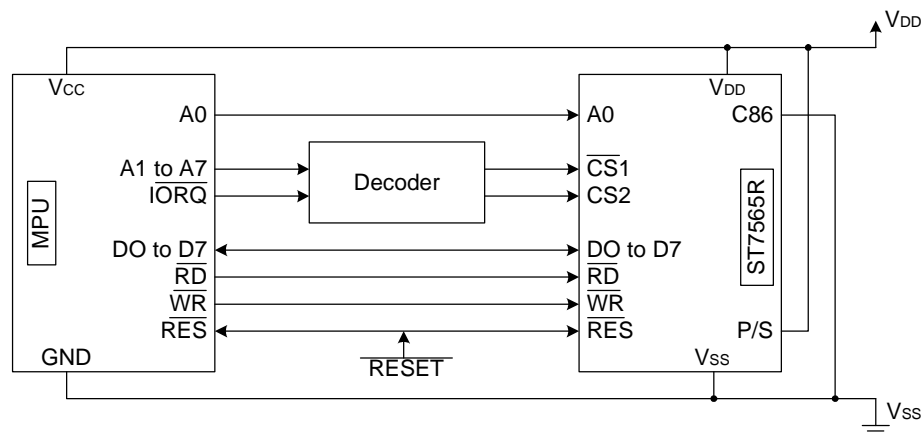 VDD
VCC
VDD
A0
A0
C86
A1 to A7
Decoder
CS1
IORQ
CS2
MPU
ST7565R
DO to D7
DO to D7
RD
RD
WR
WR
RES
RES
P/S
GND
RESET
VSS
VSS